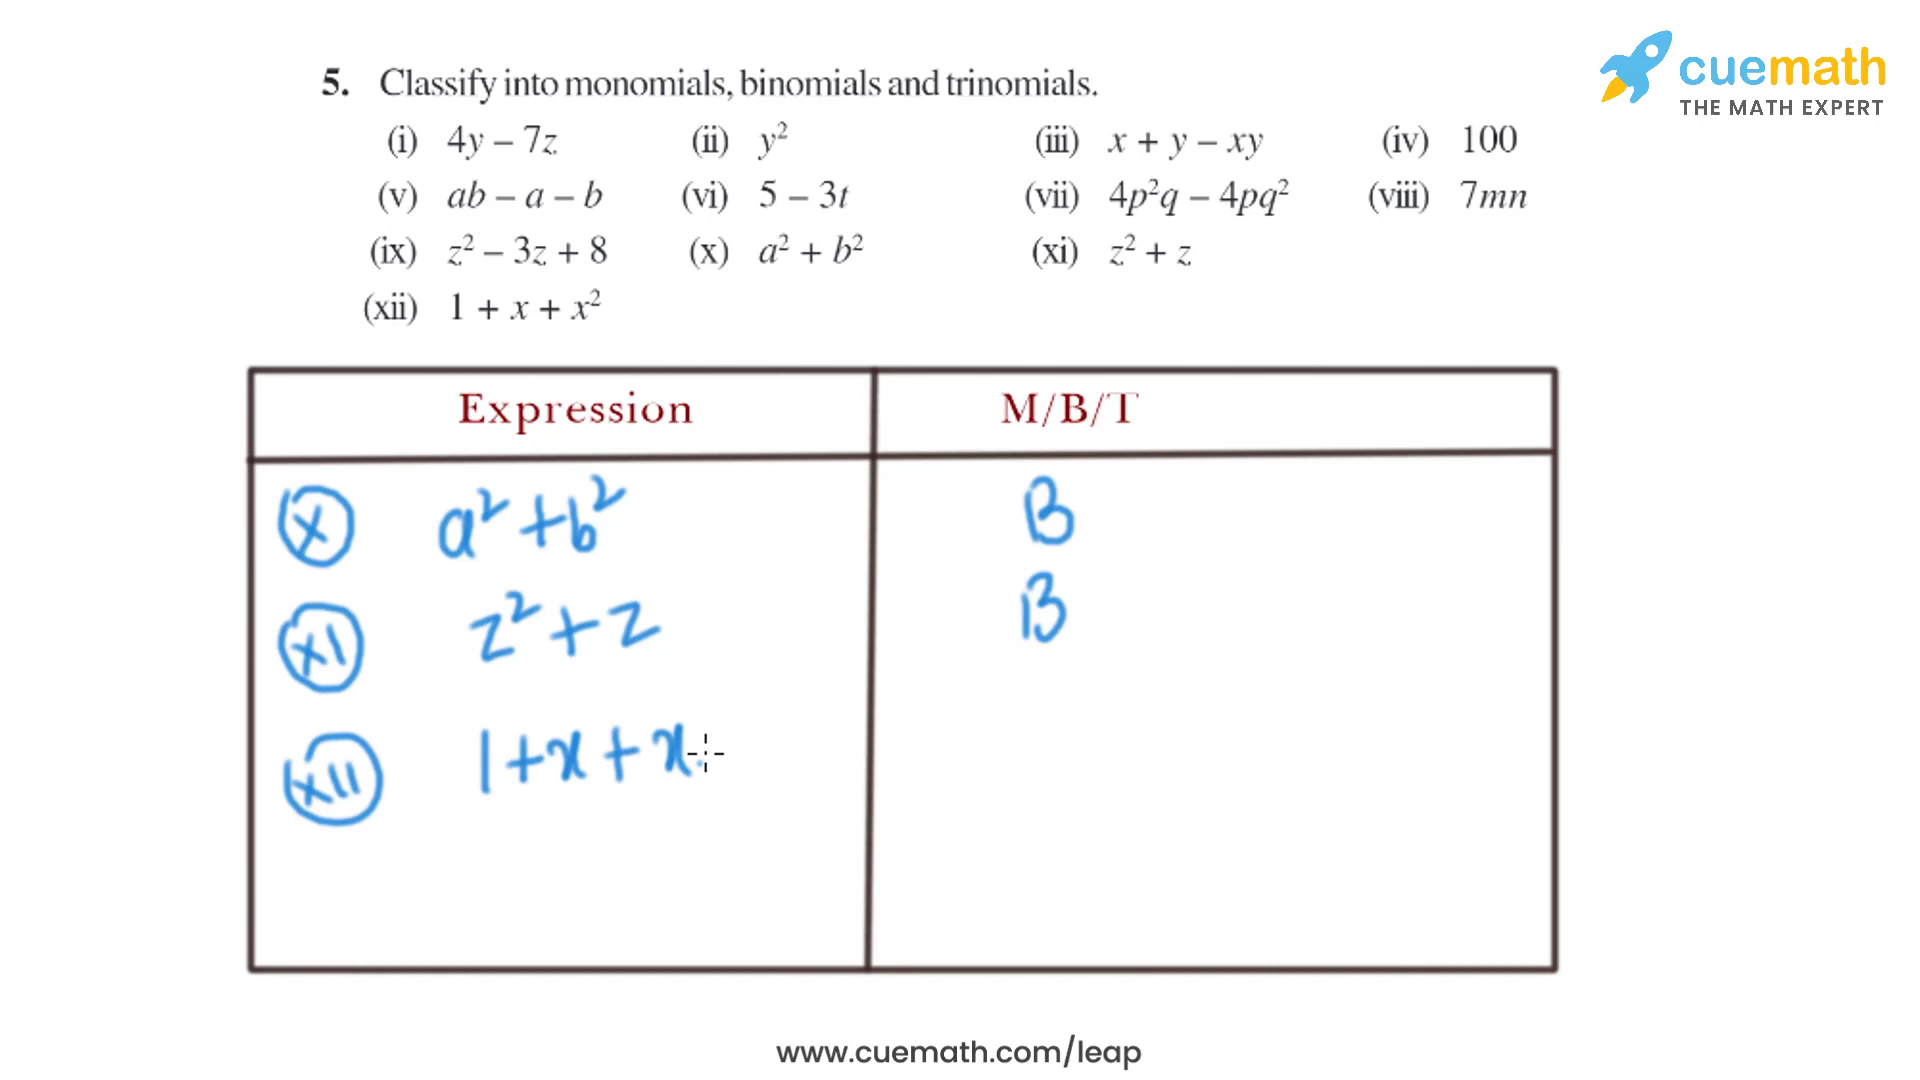 cuemath
THE MATH EXPERT
5. Classify into monomials, binomials and trinomials.
(i) 4y – 7z (ii) y² (iii) x + y – xy (iv) 100
(v) ab – a – b (vi) 5 – 3t (vii) 4p²q – 4pq² (viii) 7mn
(ix) z² – 3z + 8 (x) a² + b² (xi) z² + z
(xii) 1 + x + x²
Expression M/B/T
X a² + b² B
XI z² + z B
XII 1 + x + x
www.cuemath.com/leap